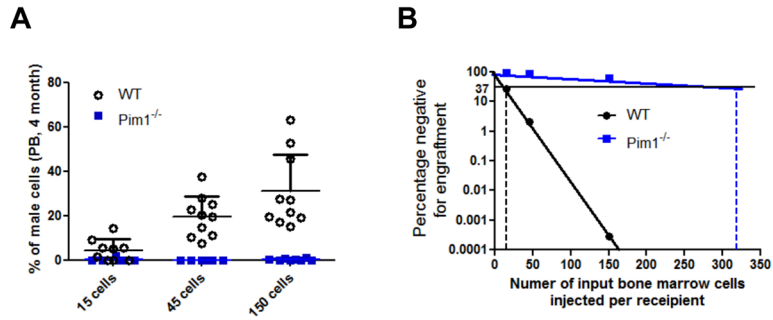 A
% of male cells (PB, 4 month)
80
60
40
20
0
WT
Pim1-/-
15 cells
45 cells
150 cells
B
Percentage negative
for engraftment
100
37
10
1
0.1
0.01
0.001
0.0001
WT
Pim1-/-
0 50 100 150 200 250 300 350
Numer of input bone marrow cells
injected per receipient